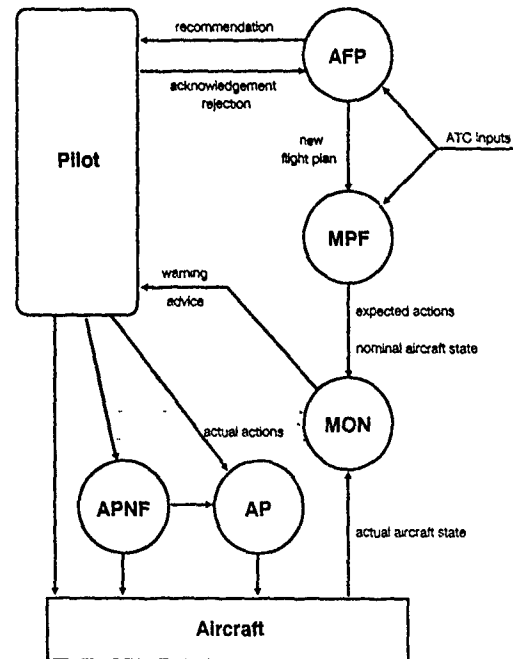 recommendation
AFP
acknowledgement
rejection
Pilot
new
flight plan
ATC inputs
MPF
warning
advice
expected actions
nominal aircraft state
MON
actual actions
APNF
AP
actual aircraft state
Aircraft